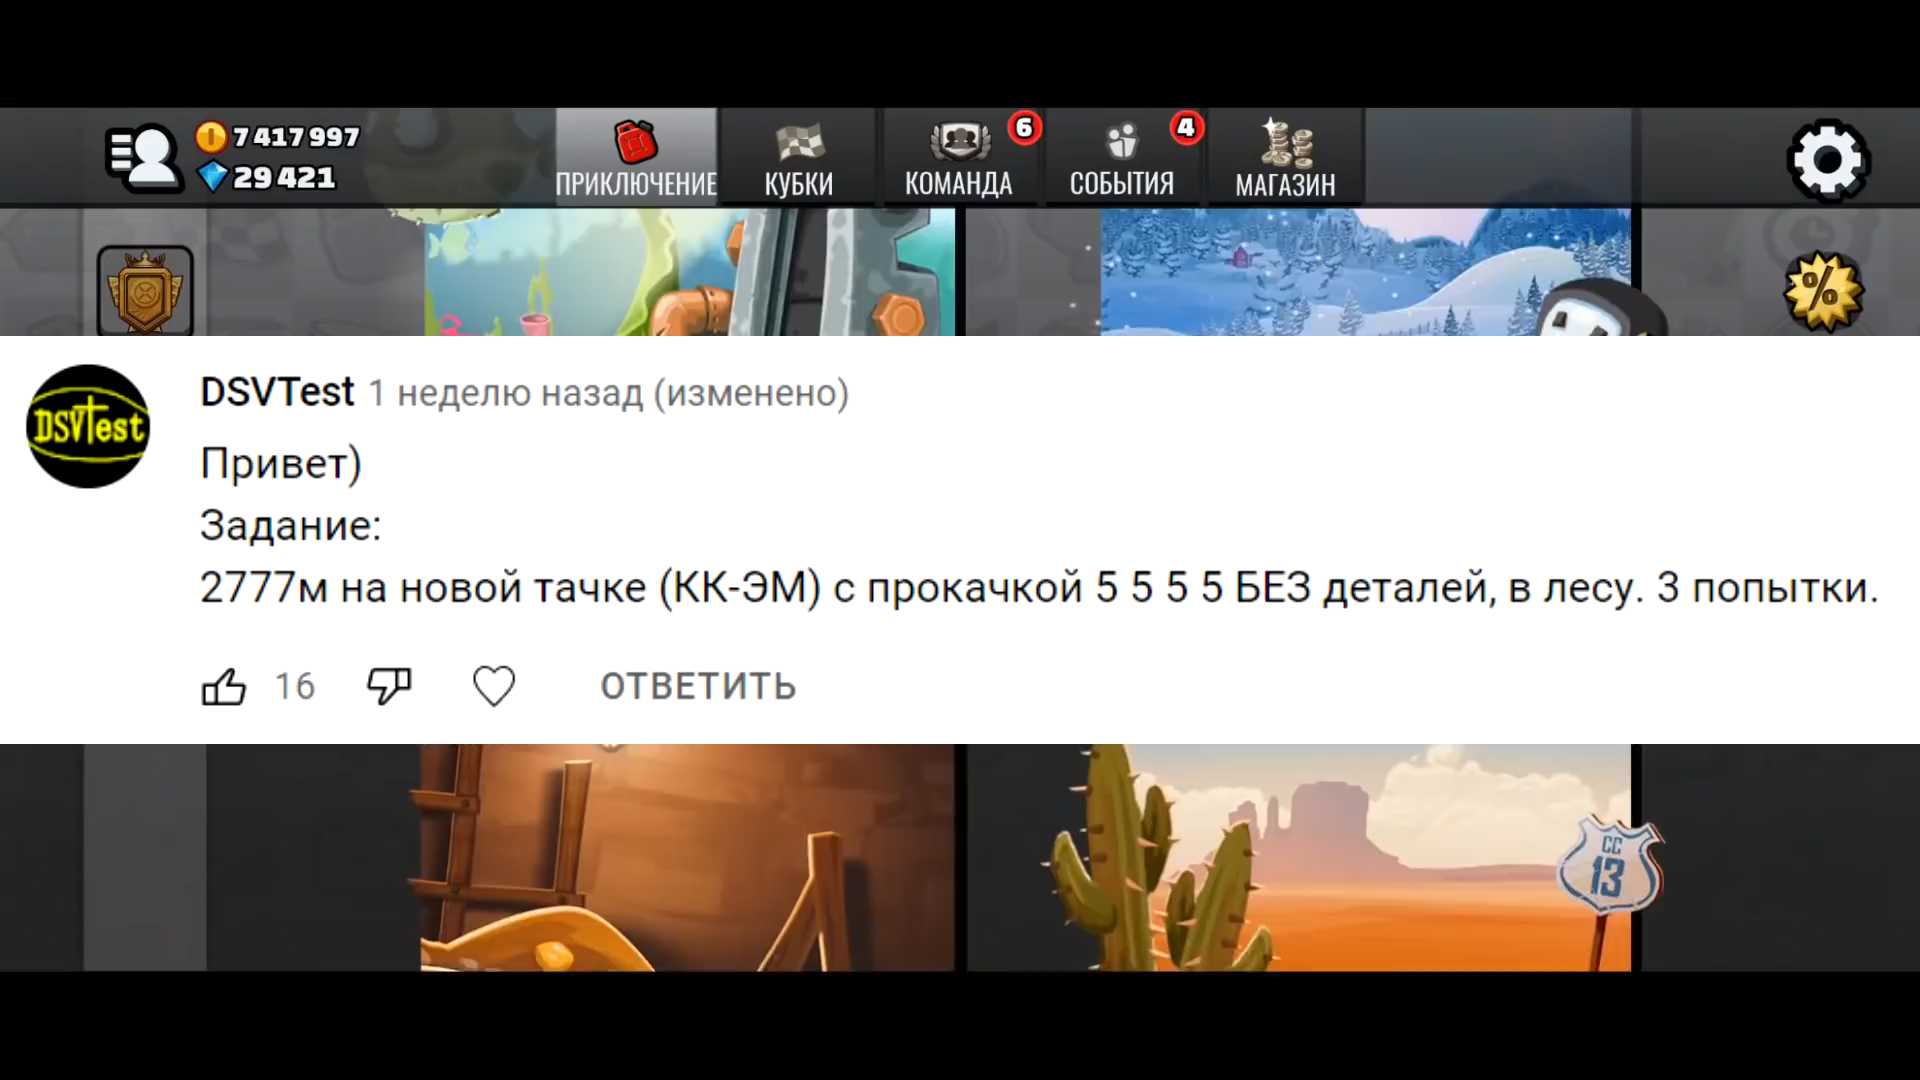 7 417 997
29 421
ПРИКЛЮЧЕНИЕ
КУБКИ
КОМАНДА
6
СОБЫТИЯ
4
МАГАЗИН
%
DSVTest
DSVTest 1 неделю назад (изменено)
Привет)
Задание:
2777м на новой тачке (КК-ЭМ) с прокачкой 5 5 5 5 БЕЗ деталей, в лесу. 3 попытки.
16
ОТВЕТИТЬ
CC
13